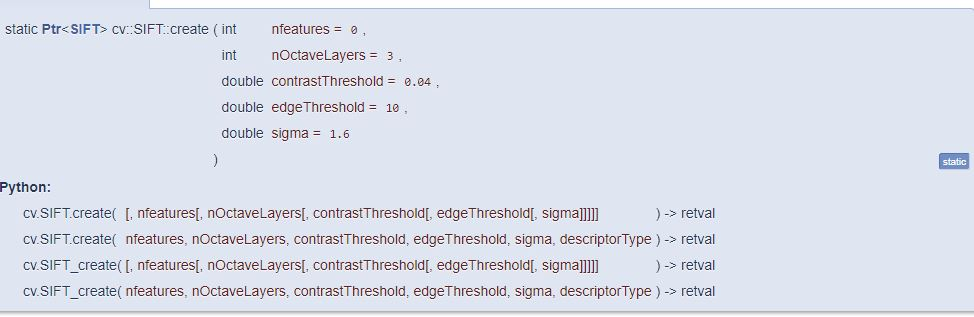 static Ptr<SIFT> cv::SIFT::create ( int nfeatures = 0 ,
int nOctaveLayers = 3 ,
double contrastThreshold = 0.04 ,
double edgeThreshold = 10 ,
double sigma = 1.6
)
static
Python:
cv.SIFT.create( [, nfeatures[, nOctaveLayers[, contrastThreshold[, edgeThreshold[, sigma]]]]] ) -> retval
cv.SIFT.create( nfeatures, nOctaveLayers, contrastThreshold, edgeThreshold, sigma, descriptorType ) -> retval
cv.SIFT_create( [, nfeatures[, nOctaveLayers[, contrastThreshold[, edgeThreshold[, sigma]]]]] ) -> retval
cv.SIFT_create( nfeatures, nOctaveLayers, contrastThreshold, edgeThreshold, sigma, descriptorType ) -> retval